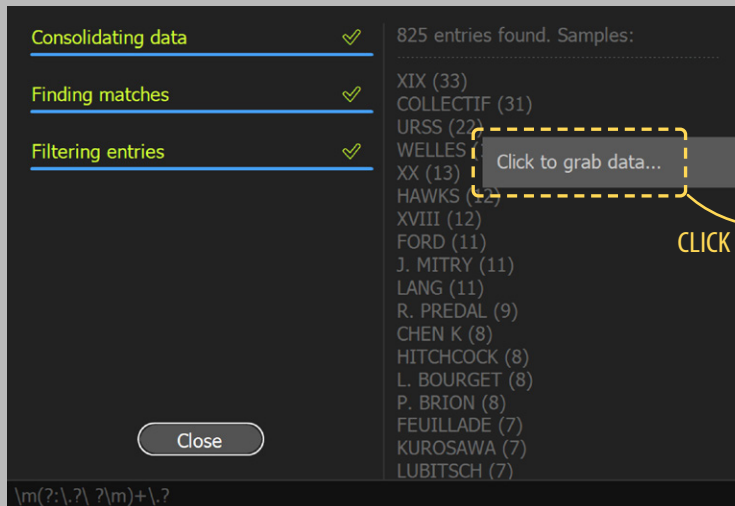 Consolidating data
Finding matches
Filtering entries
Close
825 entries found. Samples:
XIX (33)
COLLECTIF (31)
URSS (22)
WELLES
Click to grab data...
XX (13)
HAWKS (12)
XVIII (12)
CLICK
FORD (11)
J. MITRY (11)
LANG (11)
R. PREDAL (9)
CHEN K (8)
HITCHCOCK (8)
L. BOURGET (8)
P. BRION (8)
FEUILLADE (7)
KUROSAWA (7)
LUBITSCH (7)
\m(?:\.?\ ?\m)+\.?